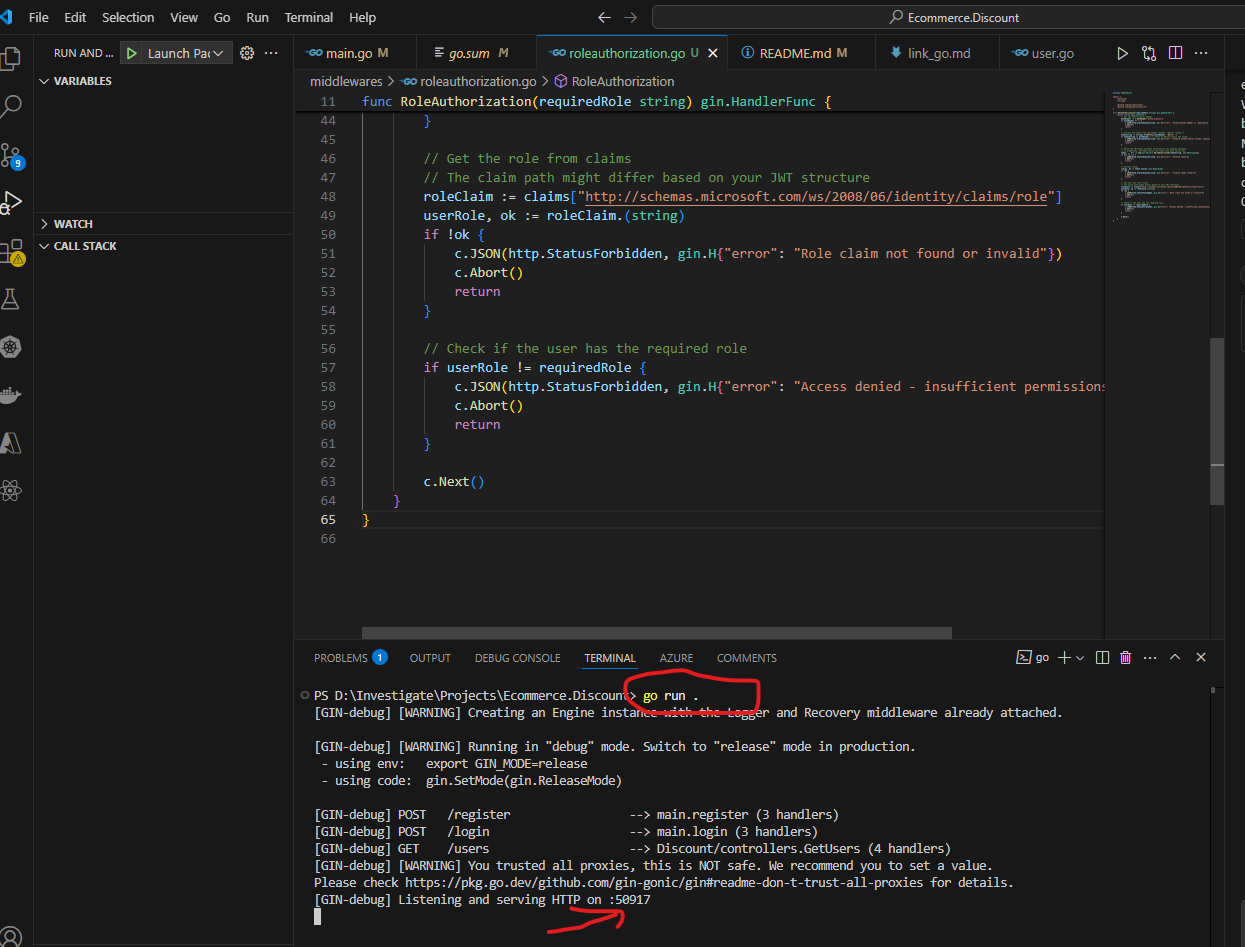 File Edit Selection View Go Run Terminal Help
Ecommerce.Discount
RUN AND ...
Launch Pac
main.go M
go.sum M
roleauthorization.go U
README.md M
link_go.md
user.go
VARIABLES
WATCH
CALL STACK
9
middlewares > roleauthorization.go > RoleAuthorization
11 func RoleAuthorization(requiredRole string) gin.HandlerFunc {
44 }
45
46 // Get the role from claims
47 // The claim path might differ based on your JWT structure
48 roleClaim := claims["http://schemas.microsoft.com/ws/2008/06/identity/claims/role"]
49 userRole, ok := roleClaim.(string)
50 if !ok {
51 c.JSON(http.StatusForbidden, gin.H{"error": "Role claim not found or invalid"})
52 c.Abort()
53 return
54 }
55
56 // Check if the user has the required role
57 if userRole != requiredRole {
58 c.JSON(http.StatusForbidden, gin.H{"error": "Access denied - insufficient permissions
59 c.Abort()
60 return
61 }
62
63 c.Next()
64 }
65 }
66
PROBLEMS 1 OUTPUT DEBUG CONSOLE TERMINAL AZURE COMMENTS
go
PS D:\Investigate\Projects\Ecommerce.Discount> go run .
[GIN-debug] [WARNING] Creating an Engine instance with the Logger and Recovery middleware already attached.
[GIN-debug] [WARNING] Running in "debug" mode. Switch to "release" mode in production.
- using env: export GIN_MODE=release
- using code: gin.SetMode(gin.ReleaseMode)
[GIN-debug] POST /register --> main.register (3 handlers)
[GIN-debug] POST /login --> main.login (3 handlers)
[GIN-debug] GET /users --> Discount/controllers.GetUsers (4 handlers)
[GIN-debug] [WARNING] You trusted all proxies, this is NOT safe. We recommend you to set a value.
Please check https://pkg.go.dev/github.com/gin-gonic/gin#readme-don-t-trust-all-proxies for details.
[GIN-debug] Listening and serving HTTP on :50917